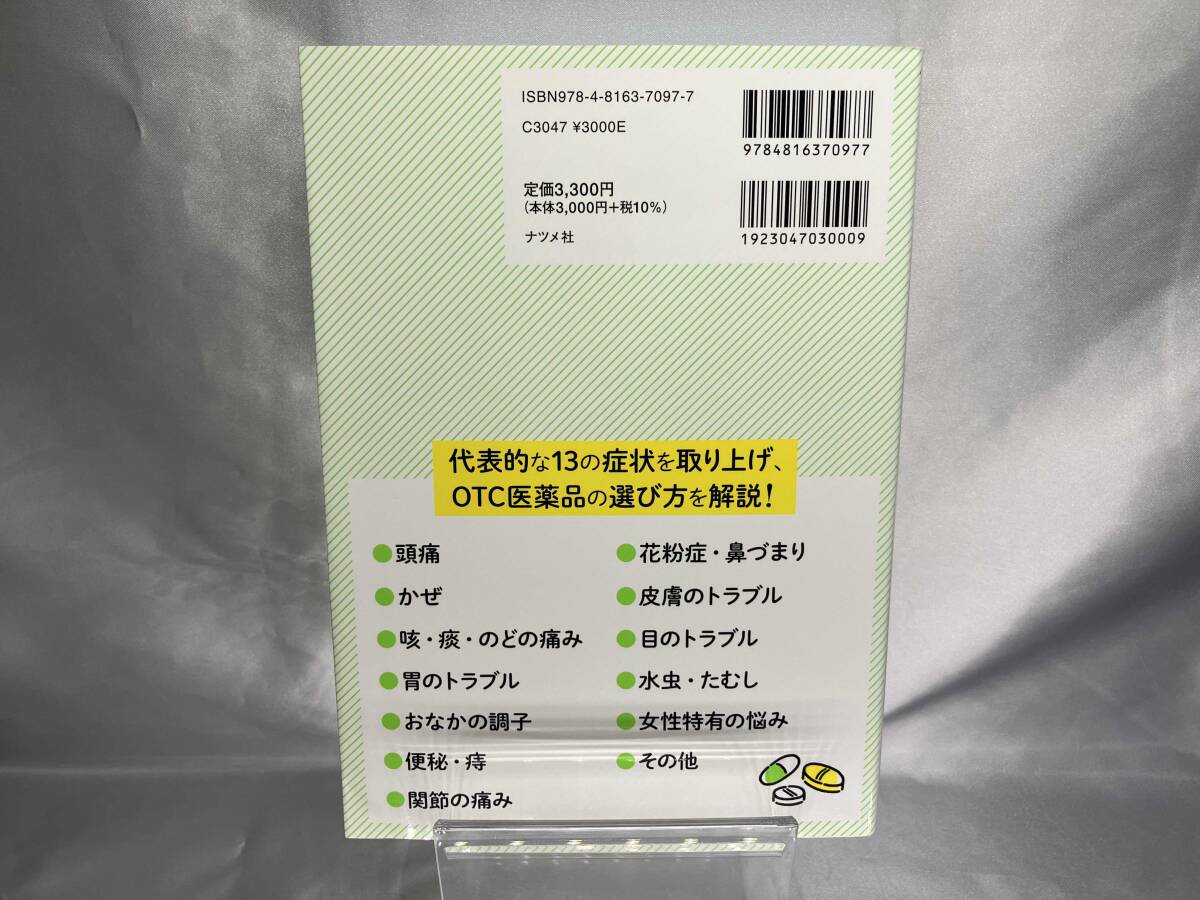 ISBN978-4-8163-7097-7
C3047 ¥3000E
9784816370977
定価3,300円
（本体3,000円＋税10%）
ナツメ社
1923047030009
代表的な13の症状を取り上げ、
OTC医薬品の選び方を解説！
●頭痛
●かぜ
●咳・痰・のどの痛み
●胃のトラブル
●おなかの調子
●便秘・痔
●関節の痛み
●花粉症・鼻づまり
●皮膚のトラブル
●目のトラブル
●水虫・たむし
●女性特有の悩み
●その他